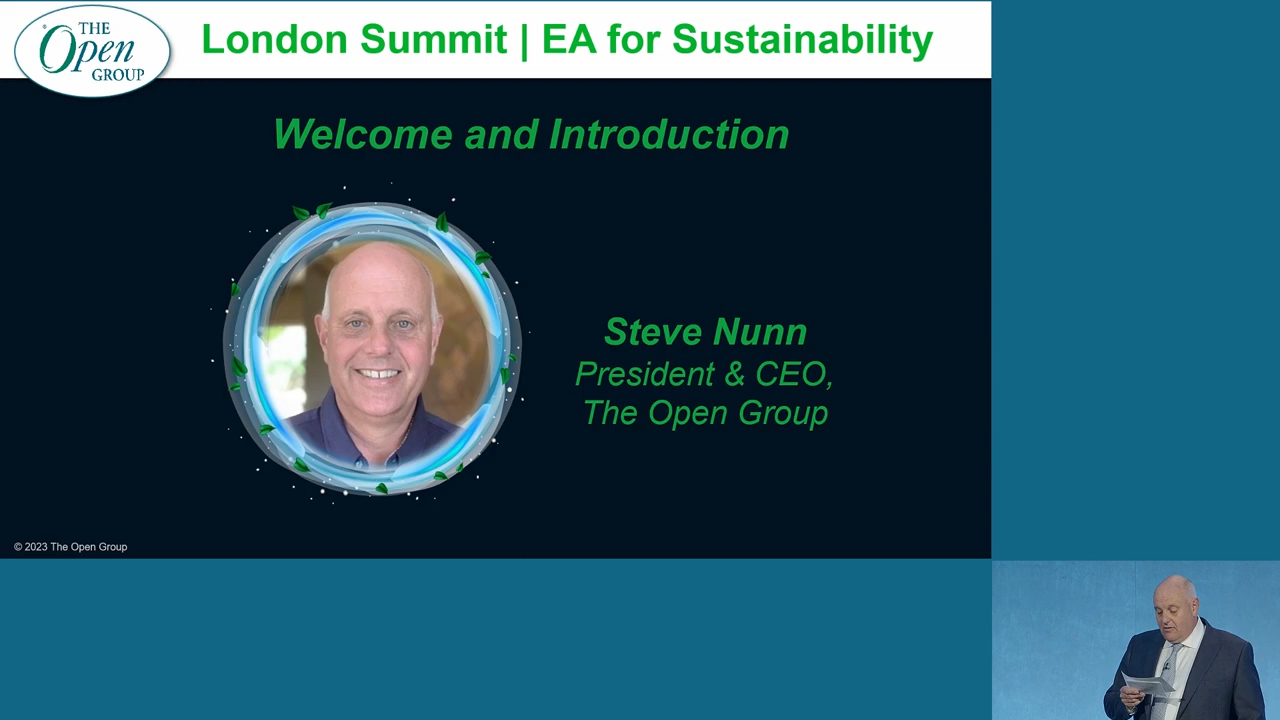 THE
Open
GROUP
London Summit | EA for Sustainability
Welcome and Introduction
Steve Nunn
President & CEO,
The Open Group
© 2023 The Open Group